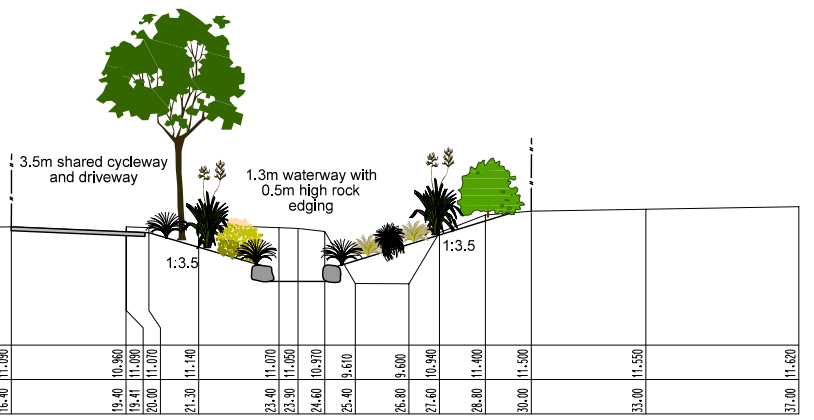 3.5m shared cycleway
and driveway
1.3m waterway with
0.5m high rock
edging
1:3.5
1:3.5
11.090 10.960 11.090 11.070 11.140 11.070 11.050 10.970 9.610 9.600 10.940 11.400 11.500 11.550 11.620
16.40 19.40 19.41 20.00 21.30 23.40 23.90 24.60 25.40 26.80 27.60 28.80 30.00 33.00 37.00